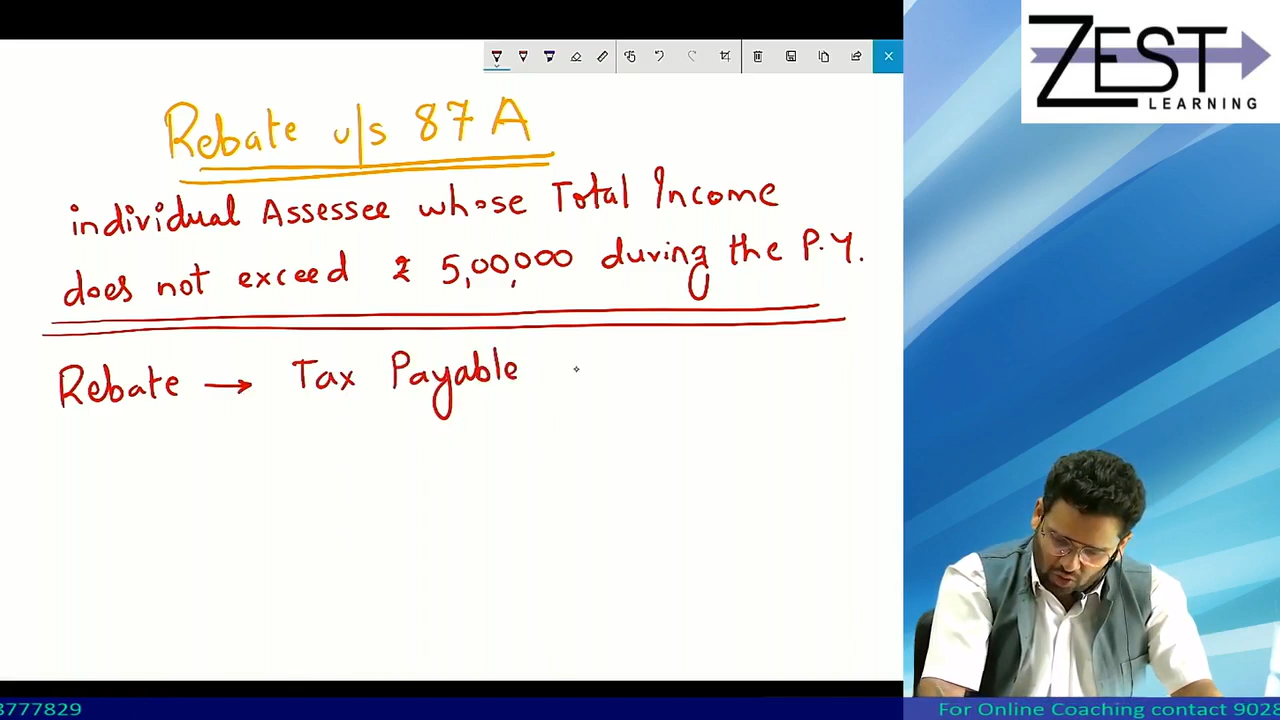 ZEST
LEARNING
Rebate u/s 87 A
individual Assessee whose Total Income
does not exceed ₹ 5,00,000 during the P.Y.
Rebate → Tax Payable
3777829
For Online Coaching contact 9028